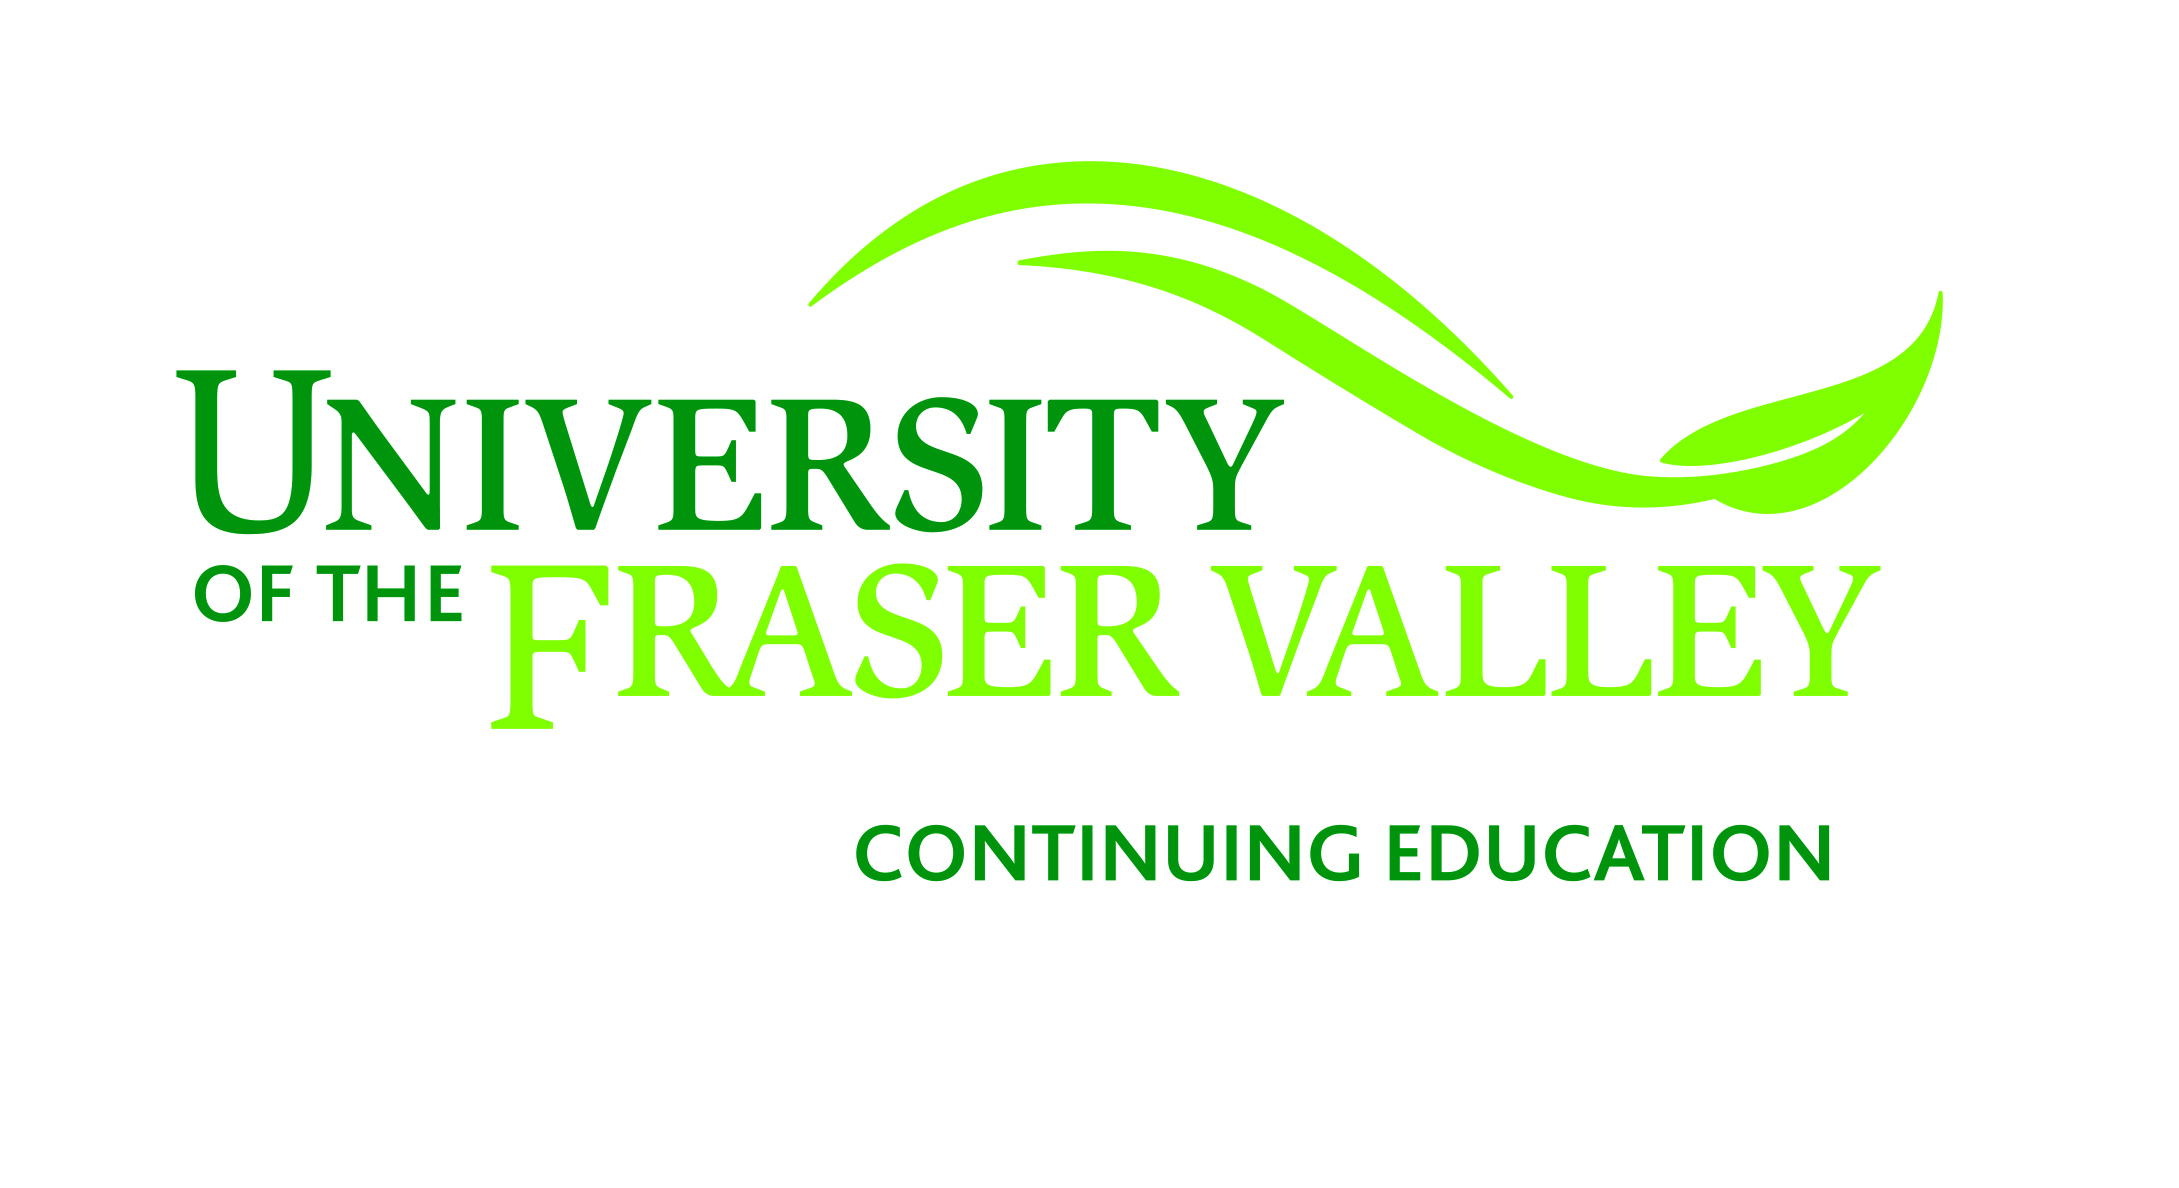 UNIVERSITY
OF THE FRASER VALLEY
CONTINUING EDUCATION